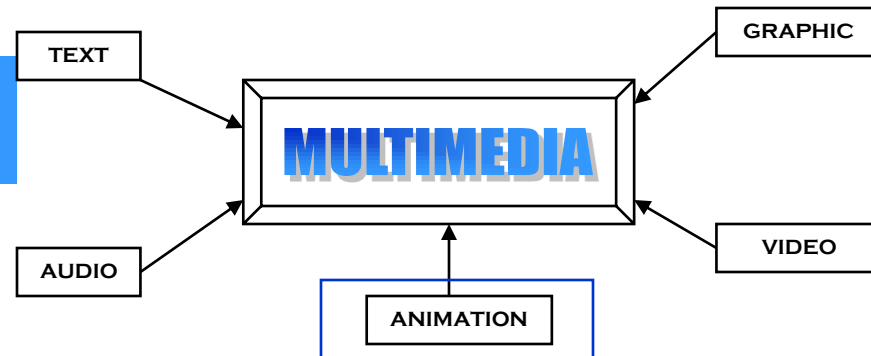 GRAPHIC
TEXT
MULTIMEDIA
VIDEO
AUDIO
ANIMATION